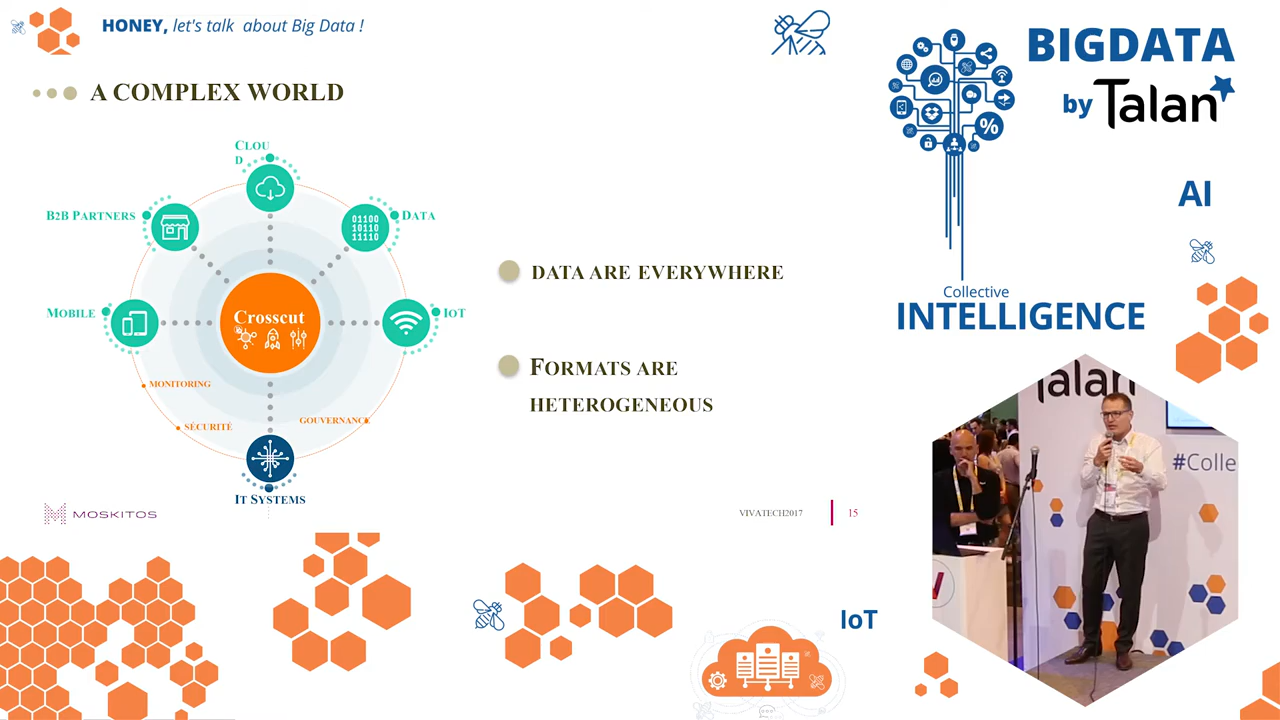 HONEY, let's talk about Big Data !
A COMPLEX WORLD
CLOU
D
B2B PARTNERS
01100
10110
11110
DATA
MOBILE
Crosscut
IOT
MONITORING
SÉCURITÉ
GOUVERNANCE
IT SYSTEMS
DATA ARE EVERYWHERE
FORMATS ARE
HETEROGENEOUS
MOSKITOS
VIVATECH2017
15
BIGDATA
by Talan
%
AI
Collective
INTELLIGENCE
Talan
#Colle
IoT